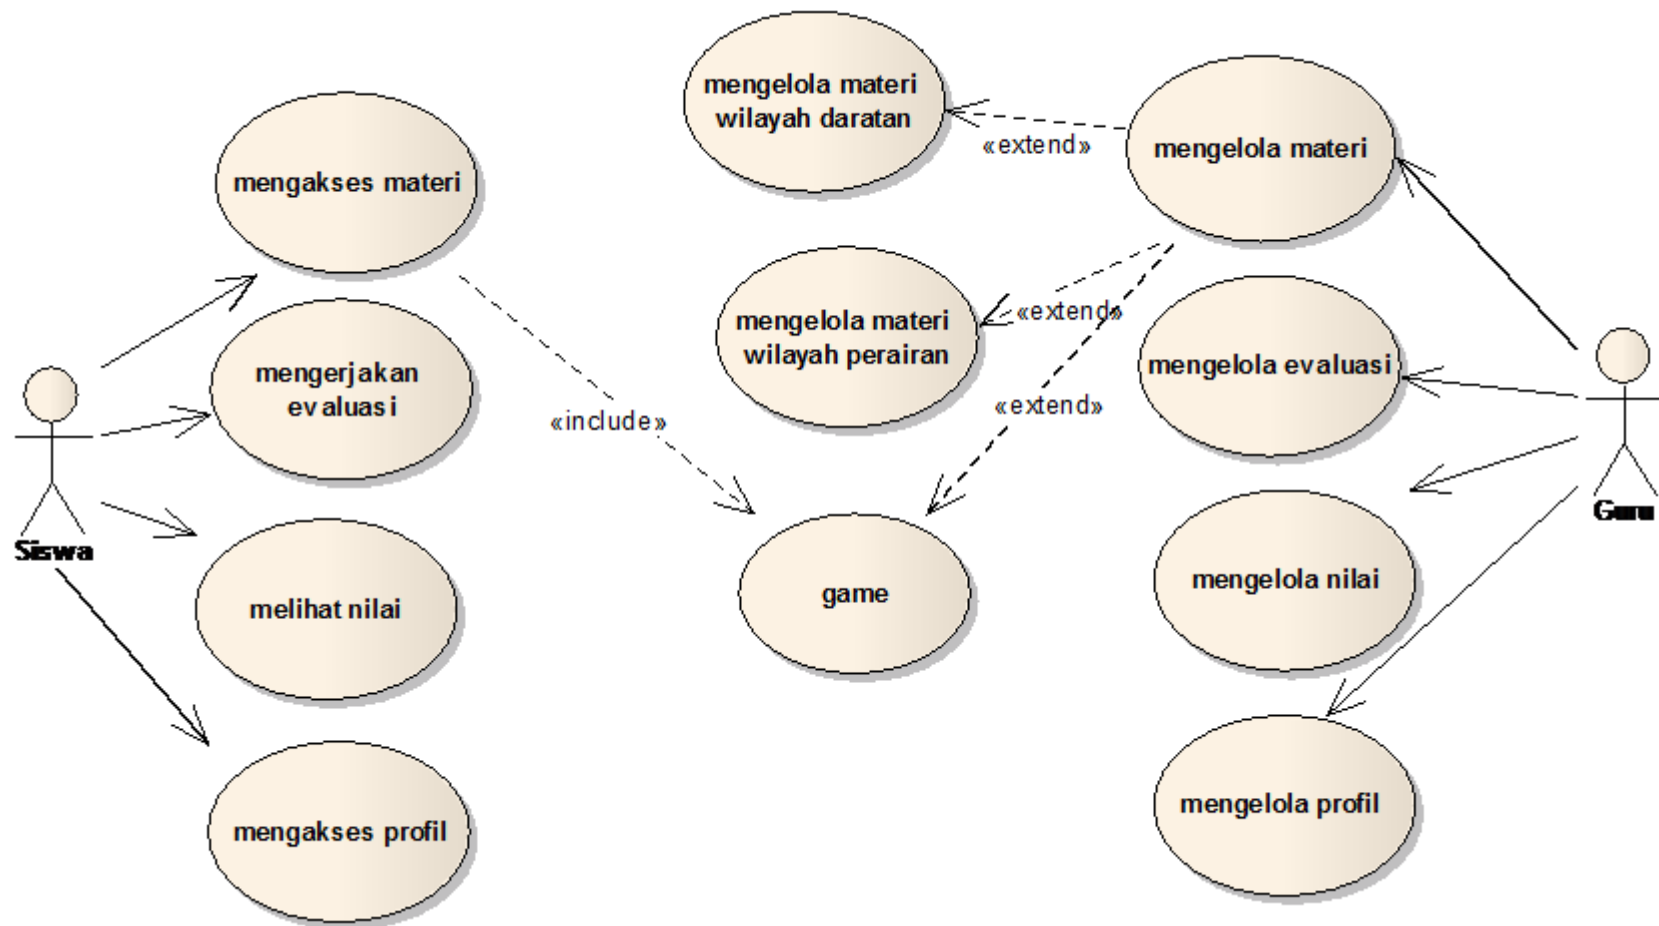 mengelola materi
wilayah daratan
«extend»
mengelola materi
mengakses materi
mengelola materi
wilayah perairan
«extend»
mengerjakan
evaluasi
«include»
«extend»
mengelola evaluasi
Siswa
Guru
melihat nilai
game
mengelola nilai
mengakses profil
mengelola profil